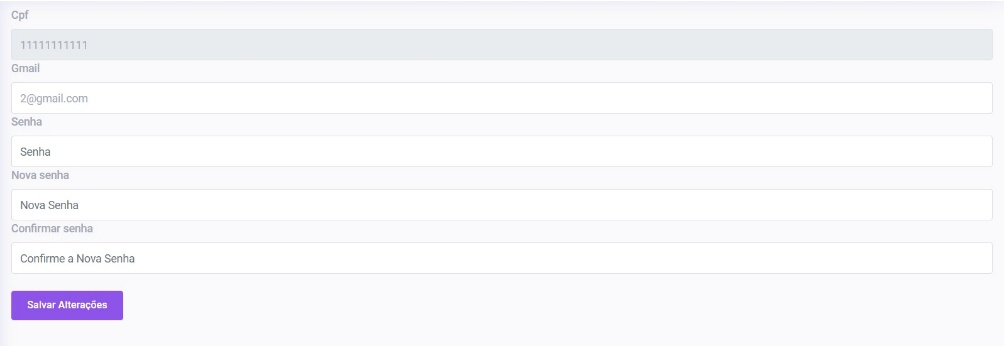 Cpf
11111111111
Gmail
2@gmail.com
Senha
Senha
Nova senha
Nova Senha
Confirmar senha
Confirme a Nova Senha
Salvar Alterações